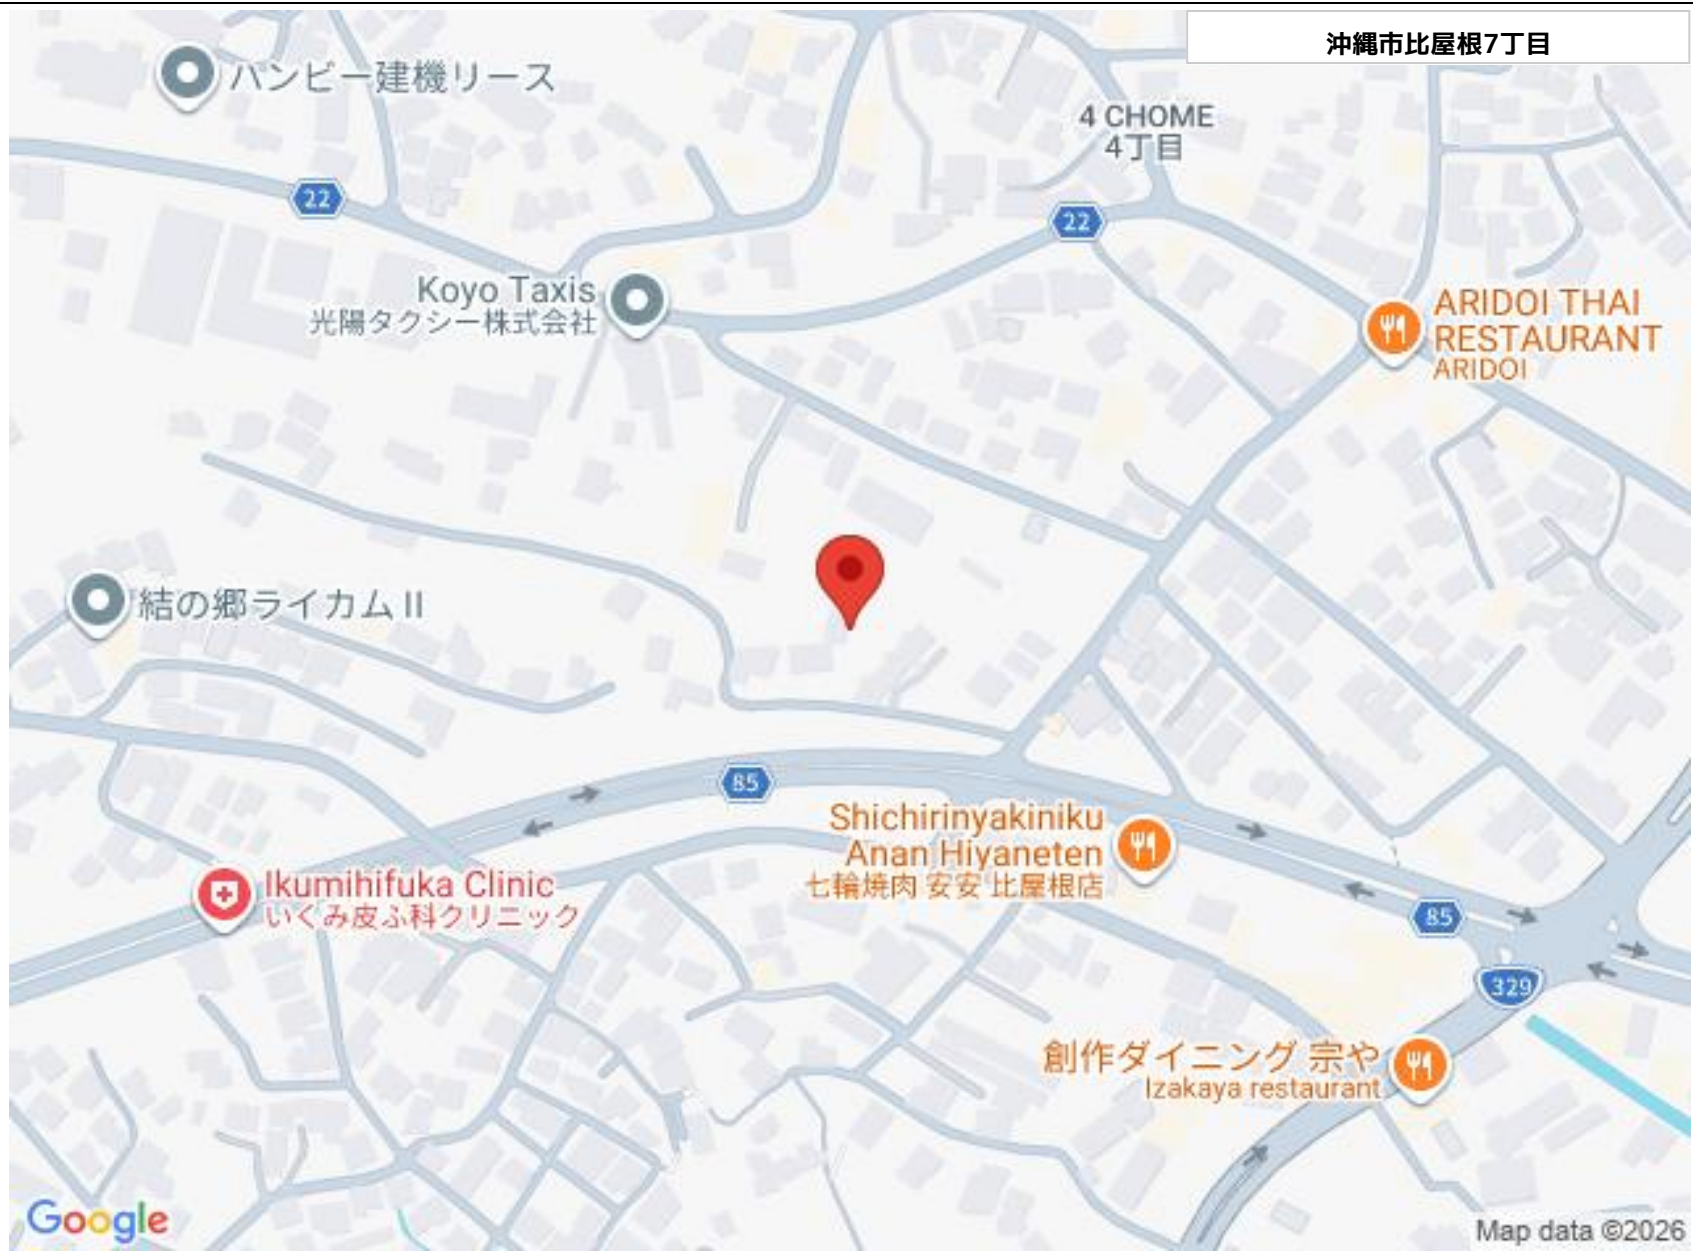 沖縄市比屋根7丁目
ハンビー建機リース
4 CHOME
4丁目
22
22
Koyo Taxis
光陽タクシー株式会社
ARIDOI THAI
RESTAURANT
ARIDOI
結の郷ライカム II
85
Shichirinyakiniku
Anan Hiyaneten
七輪焼肉 安安 比屋根店
Ikumihifuka Clinic
いくみ皮ふ科クリニック
85
329
創作ダイニング 宗や
Izakaya restaurant
Google
Map data ©2026